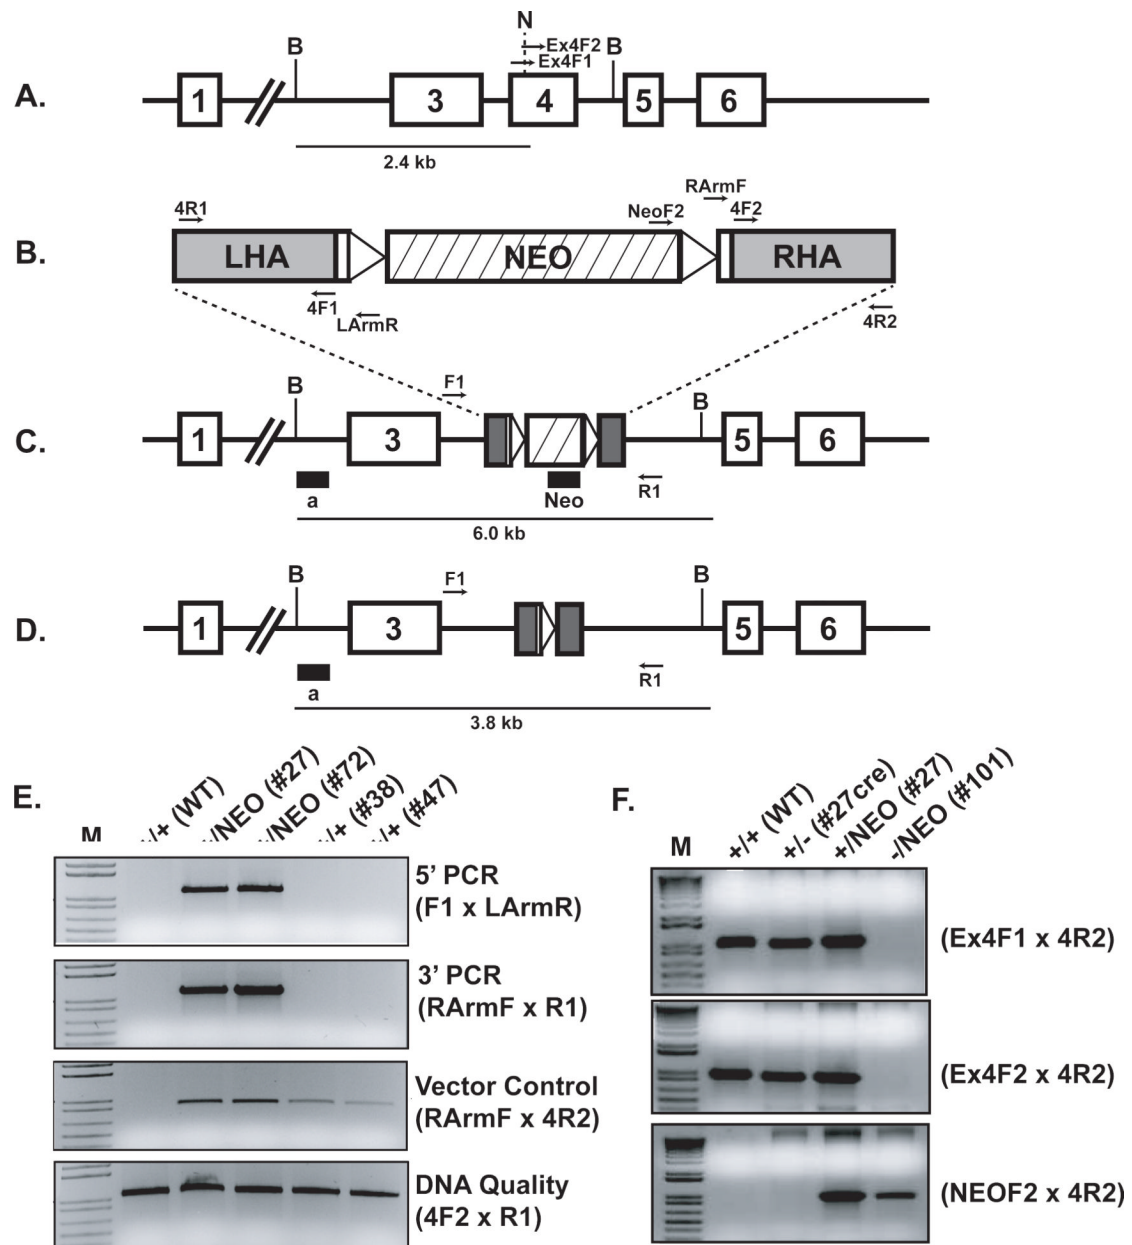 A.
N
B
Ex4F2
B
Ex4F1
1
3
4
5
6
2.4 kb
B.
4R1
NeoF2
RArmF
4F2
LHA
NEO
RHA
4F1
LArmR
4R2
C.
B
F1
B
1
3
5
6
a
Neo
R1
6.0 kb
D.
B
F1
B
1
3
5
6
a
R1
3.8 kb
E.
M
/+ (WT)
/NEO (#27)
/NEO (#72)
/+ (#38)
/+ (#47)
5' PCR
(F1 x LArmR)
3' PCR
(RArmF x R1)
Vector Control
(RArmF x 4R2)
DNA Quality
(4F2 x R1)
F.
M
+/+ (WT)
+/- (#27cre)
+/NEO (#27)
-/NEO (#101)
(Ex4F1 x 4R2)
(Ex4F2 x 4R2)
(NEOF2 x 4R2)